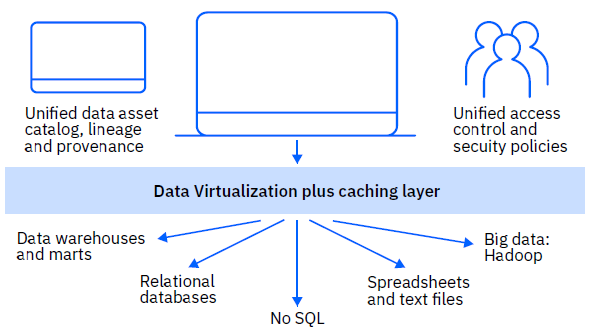 Unified data asset
catalog, lineage
and provenance
Unified access
control and
secuity policies
Data Virtualization plus caching layer
Data warehouses
and marts
Relational
databases
No SQL
Spreadsheets
and text files
Big data:
Hadoop